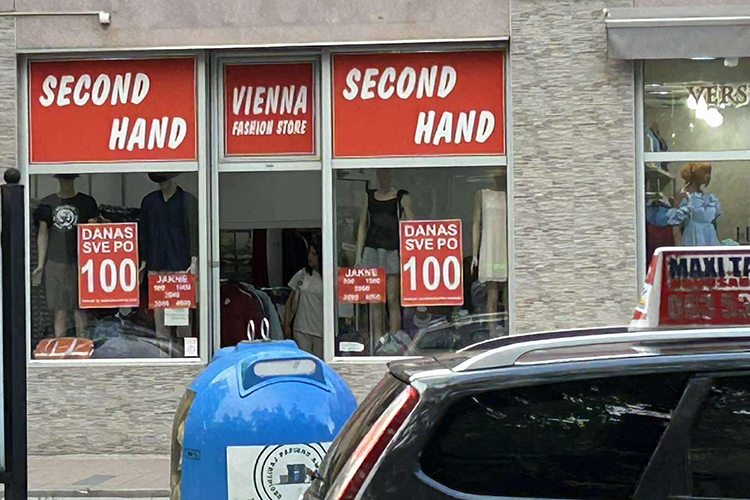 SECOND
HAND
VIENNA
FASHION STORE
SECOND
HAND
VERS
DANAS
SVE PO
100
JAKNE
DANAS
SVE PO
100
JAKNE
MAXI TA